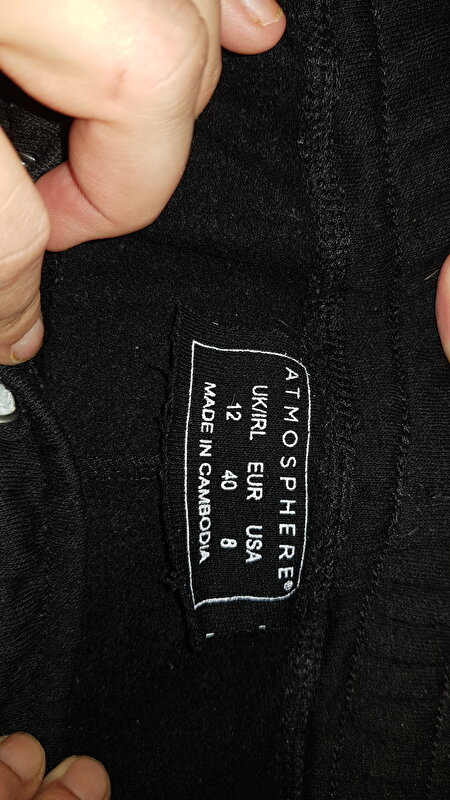 ATMOSPHERE®
UK/IRL EUR USA
12 40 8
MADE IN CAMBODIA